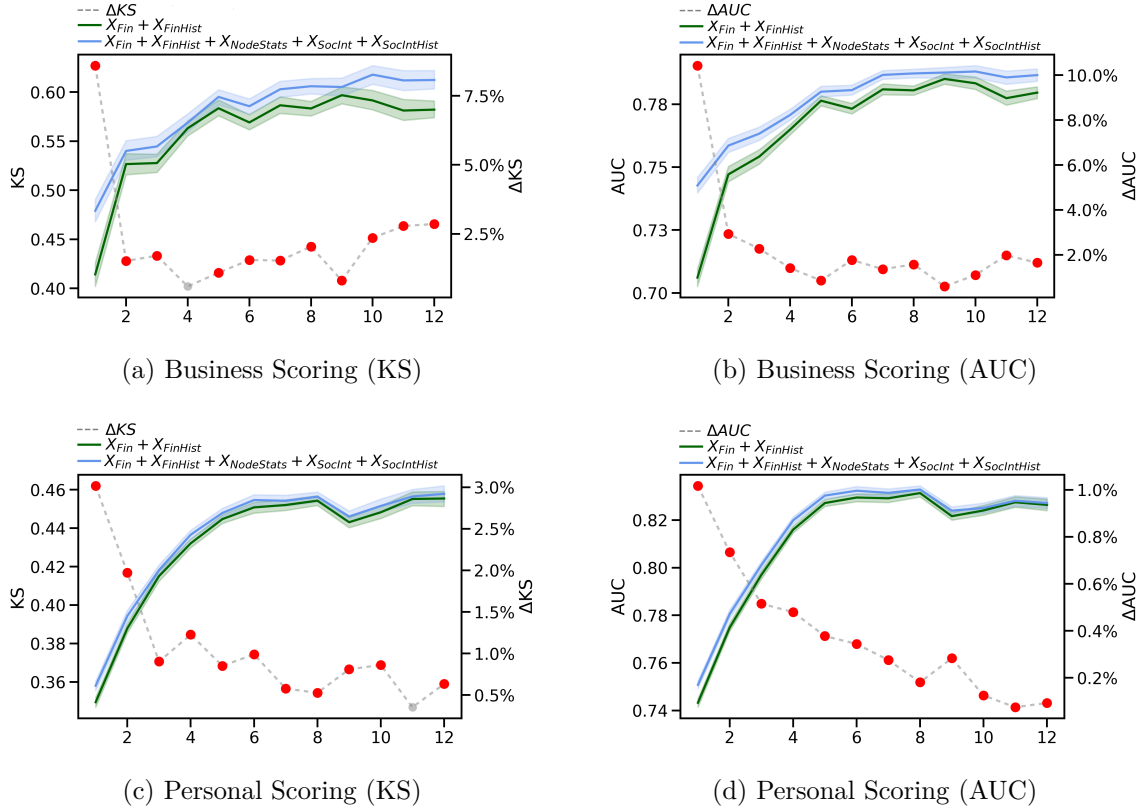 ΔKS
X_Fin + X_FinHist
X_Fin + X_FinHist + X_NodeStats + X_SocInt + X_SocIntHist
KS
0.60
0.55
0.50
0.45
0.40
7.5%
5.0%
2.5%
ΔKS
2 4 6 8 10 12
(a) Business Scoring (KS)
ΔAUC
X_Fin + X_FinHist
X_Fin + X_FinHist + X_NodeStats + X_SocInt + X_SocIntHist
AUC
0.78
0.75
0.73
0.70
10.0%
8.0%
6.0%
4.0%
2.0%
ΔAUC
2 4 6 8 10 12
(b) Business Scoring (AUC)
ΔKS
X_Fin + X_FinHist
X_Fin + X_FinHist + X_NodeStats + X_SocInt + X_SocIntHist
KS
0.46
0.44
0.42
0.40
0.38
0.36
3.0%
2.5%
2.0%
1.5%
1.0%
0.5%
ΔKS
2 4 6 8 10 12
(c) Personal Scoring (KS)
ΔAUC
X_Fin + X_FinHist
X_Fin + X_FinHist + X_NodeStats + X_SocInt + X_SocIntHist
AUC
0.82
0.80
0.78
0.76
0.74
1.0%
0.8%
0.6%
0.4%
0.2%
ΔAUC
2 4 6 8 10 12
(d) Personal Scoring (AUC)